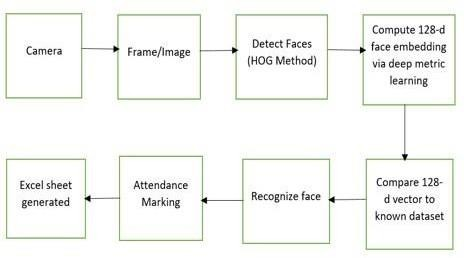 Camera
Frame/Image
Detect Faces
(HOG Method)
Compute 128-d
face embedding
via deep metric
learning
Compare 128-
d vector to
known dataset
Recognize face
Attendance
Marking
Excel sheet
generated